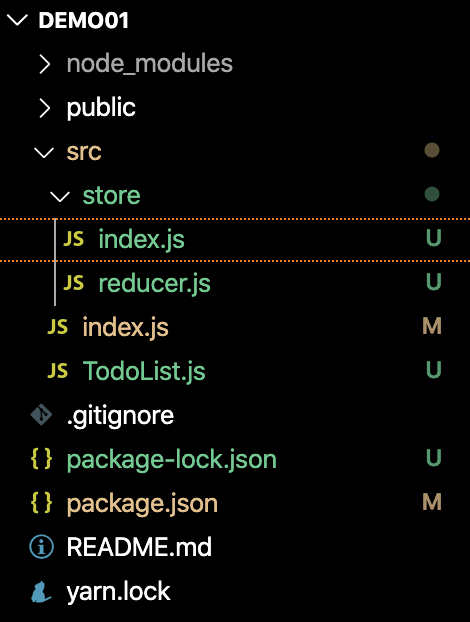 DEMO01
node_modules
public
src
store
JS index.js U
JS reducer.js U
JS index.js M
JS TodoList.js U
.gitignore
{} package-lock.json U
{} package.json M
README.md
yarn.lock